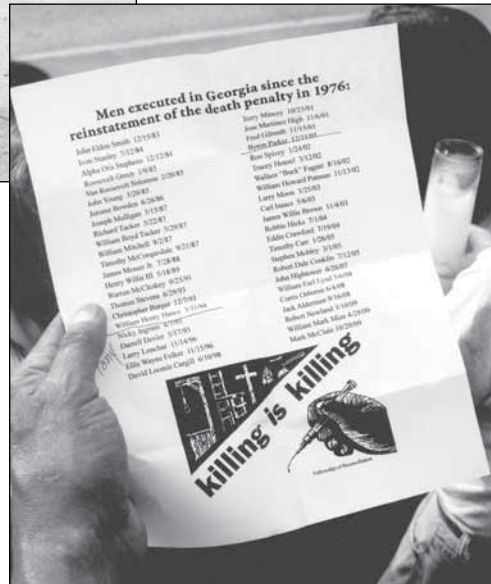 Men executed in Georgia since the
reinstatement of the death penalty in 1976:
John Eldon Smith 12/15/83
Ivon Stanley 7/12/84
Alpha Otis Stephens 12/12/84
Roosevelt Green 1/9/85
Van Roosevelt Solomon 2/20/85
John Young 3/20/85
Jerome Bowden 6/24/86
Joseph Mulligan 5/15/87
Richard Tucker 5/22/87
William Boyd Tucker 5/29/87
William Mitchell 9/1/87
Timothy McCorquodale 9/21/87
James Messer Jr. 7/28/88
Henry Willis III 5/18/89
Warren McCleskey 9/25/91
Thomas Stevens 6/29/93
Christopher Burger 12/7/93
William Henry Hance 3/31/94
Nicky Ingram 4/7/95
Darrell Devier 5/17/95
Larry Lonchar 11/14/96
Ellis Wayne Felker 11/15/96
David Loomis Cargill 6/10/98
Terry Mincey 10/25/01
Jose Martinez High 11/6/01
Fred Gilreath 11/15/01
Byron Parker 12/11/01
Ron Spivey 1/24/02
Tracey Housel 3/12/02
Wallace "Buck" Fugate 8/16/02
William Howard Putman 11/13/02
Larry Moon 3/25/03
Carl Isaacs 5/6/03
James Willie Brown 11/4/03
Robbie Hicks 7/1/04
Eddie Crawford 7/19/04
Timothy Carr 1/26/05
Stephen Mobley 3/1/05
Robert Dale Conklin 7/12/05
John Hightower 6/26/07
William Earl Lynd 5/6/08
Curtis Osborne 6/4/08
Jack Alderman 9/16/08
Robert Newland 3/10/09
William Mark Mize 4/29/09
Mark McClain 10/20/09
killing is killing
Fellowship of Reconciliation